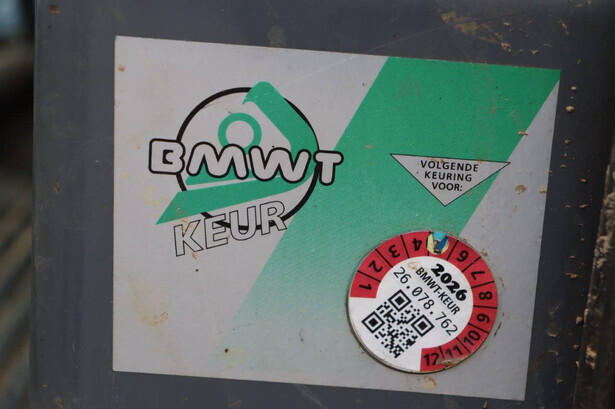 BMWT
KEUR
VOLGENDE
KEURING
VOOR:
1 2 3 4 6 7 8 9 10 11 12
2026
BMWT-KEUR
26.078.762